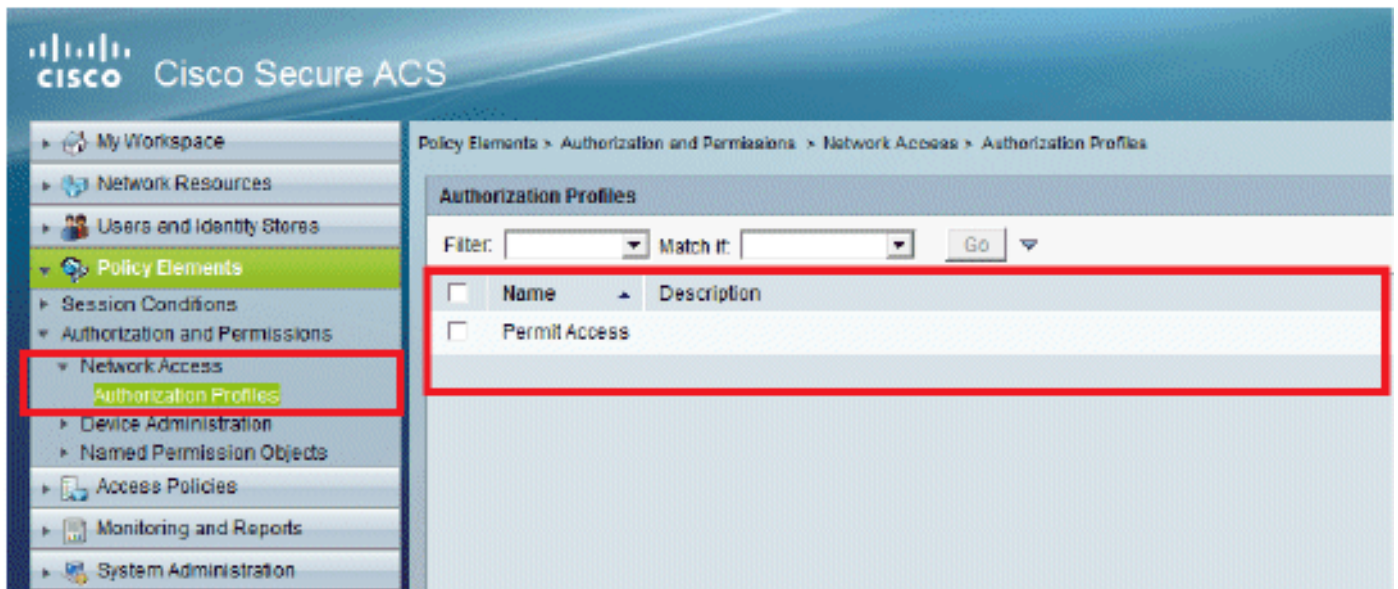 CISCO Cisco Secure ACS
My Workspace
Network Resources
Users and Identity Stores
Policy Elements
Session Conditions
Authorization and Permissions
Network Access
Authorization Profiles
Device Administration
Named Permission Objects
Access Policies
Monitoring and Reports
System Administration
Policy Elements > Authorization and Permissions > Network Access > Authorization Profiles
Authorization Profiles
Filter: Match if: Go
Name Description
Permit Access